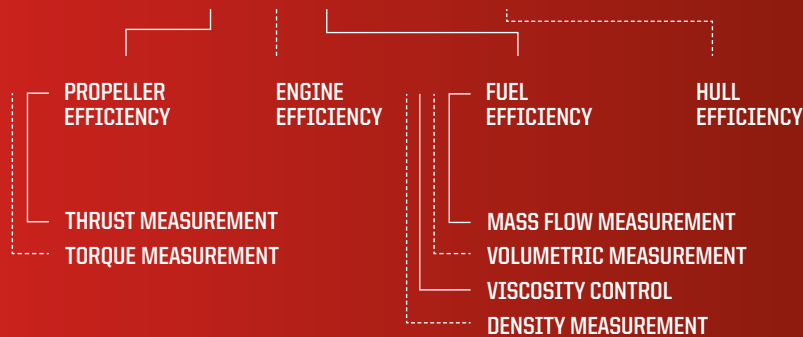 PROPELLER
EFFICIENCY
ENGINE
EFFICIENCY
FUEL
EFFICIENCY
HULL
EFFICIENCY
THRUST MEASUREMENT
TORQUE MEASUREMENT
MASS FLOW MEASUREMENT
VOLUMETRIC MEASUREMENT
VISCOSITY CONTROL
DENSITY MEASUREMENT